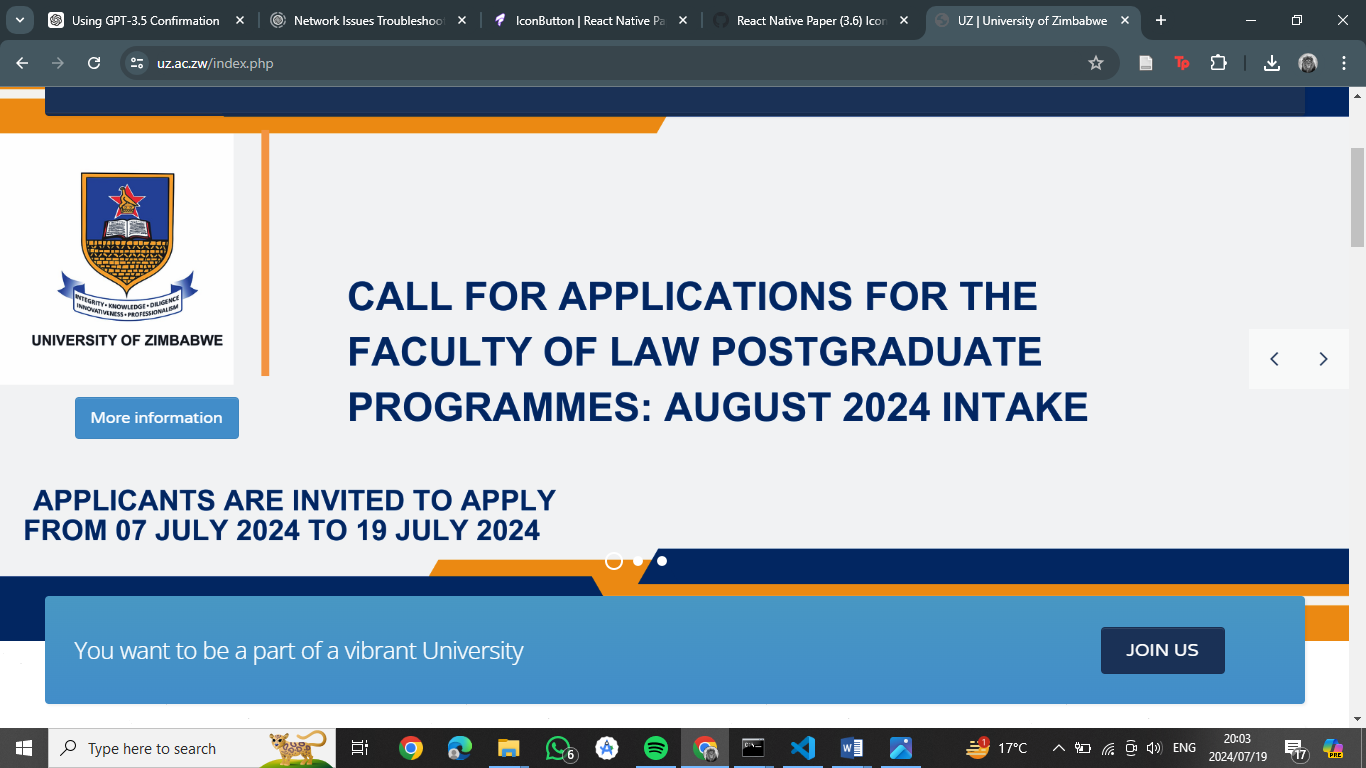 Using GPT-3.5 Confirmation
Network Issues Troubleshoot
IconButton | React Native Pa
React Native Paper (3.6) Icon
UZ | University of Zimbabwe
uz.ac.zw/index.php
INTEGRITY • KNOWLEDGE • DILIGENCE
INNOVATIVENESS • PROFESSIONALISM
UNIVERSITY OF ZIMBABWE
CALL FOR APPLICATIONS FOR THE
FACULTY OF LAW POSTGRADUATE
PROGRAMMES: AUGUST 2024 INTAKE
More information
APPLICANTS ARE INVITED TO APPLY
FROM 07 JULY 2024 TO 19 JULY 2024
You want to be a part of a vibrant University
JOIN US
Type here to search
6
1
17°C
ENG
20:03
2024/07/19
17
PRE